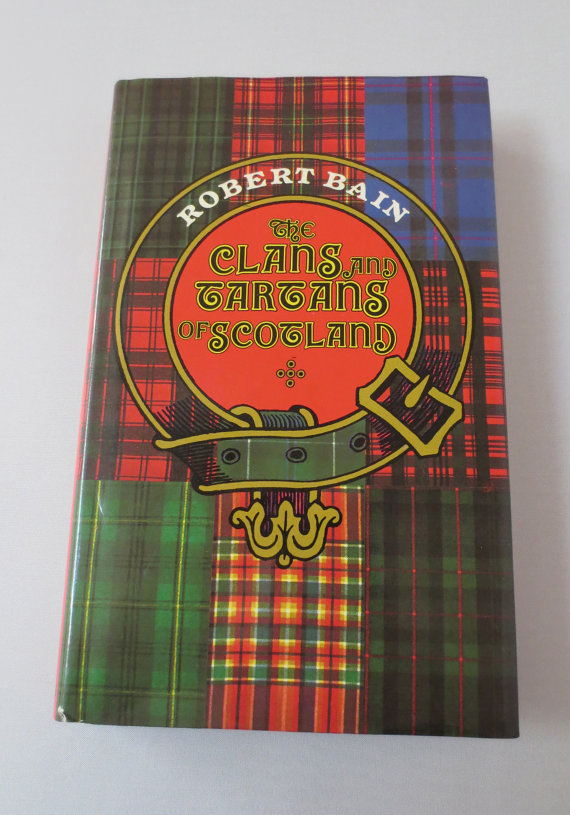 ROBERT BAIN
THE
CLANS AND
TARTANS
OF SCOTLAND